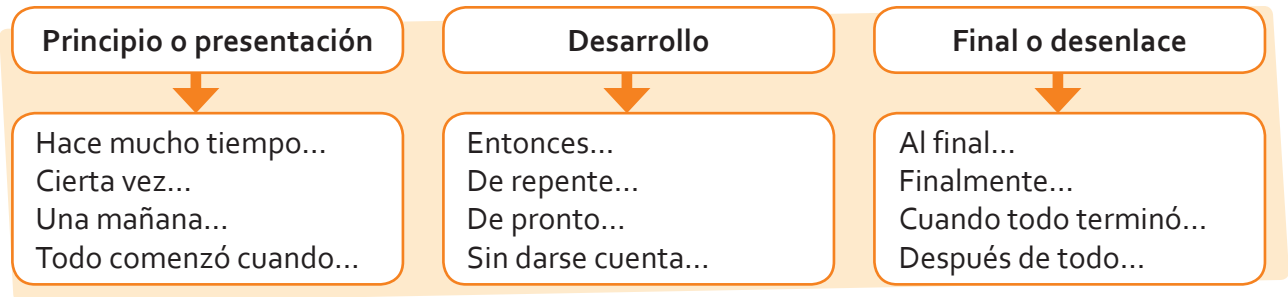 Principio o presentación
Hace mucho tiempo...
Cierta vez...
Una mañana...
Todo comenzó cuando...
Desarrollo
Entonces...
De repente...
De pronto...
Sin darse cuenta...
Final o desenlace
Al final...
Finalmente...
Cuando todo terminó...
Después de todo...